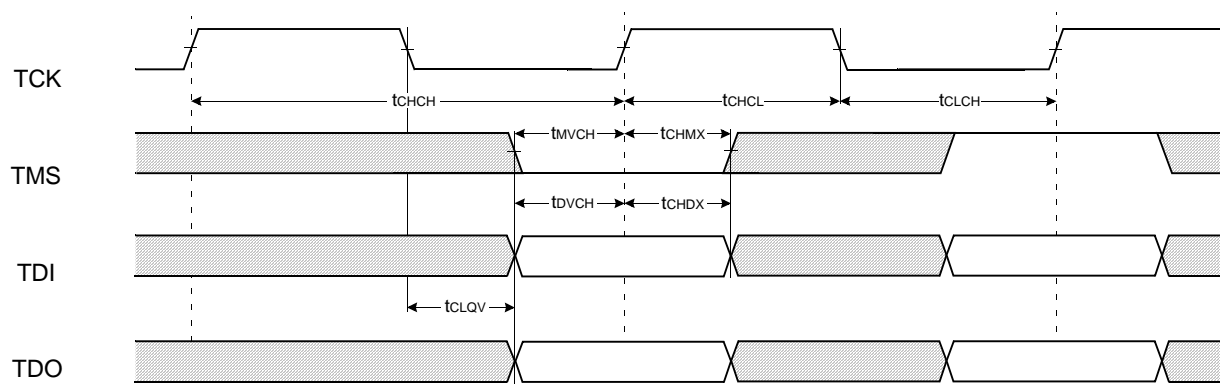 TCK
tCHCH
tCHCL
tCLCH
tMVCH
tCHMX
TMS
tDVCH
tCHDX
TDI
tCLQV
TDO